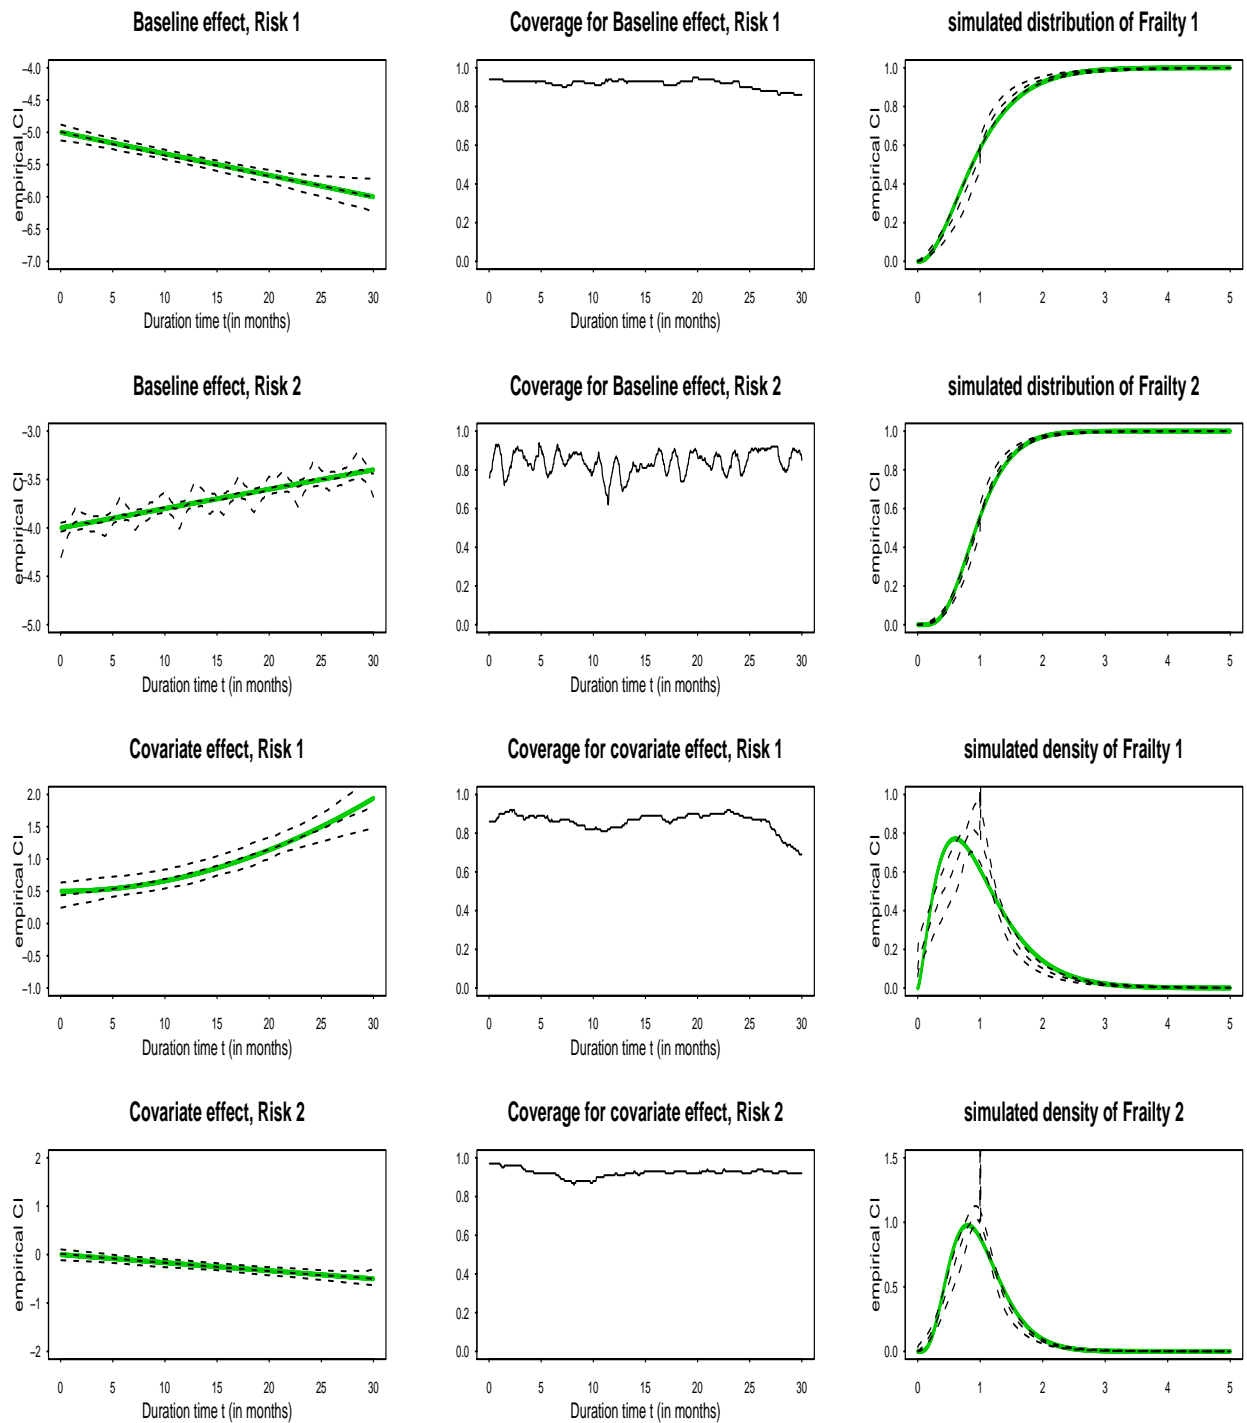 Baseline effect, Risk 1
Coverage for Baseline effect, Risk 1
simulated distribution of Frailty 1
empirical CI
−4.0
−4.5
−5.0
−5.5
−6.0
−6.5
−7.0
0 5 10 15 20 25 30
Duration time t(in months)
1.0
0.8
0.6
0.4
0.2
0.0
0 5 10 15 20 25 30
empirical CI
1.0
0.8
0.6
0.4
0.2
0.0
0 1 2 3 4 5
Baseline effect, Risk 2
Coverage for Baseline effect, Risk 2
simulated distribution of Frailty 2
empirical CI
−3.0
−3.5
−4.0
−4.5
−5.0
0 5 10 15 20 25 30
Duration time t (in months)
1.0
0.8
0.6
0.4
0.2
0.0
0 5 10 15 20 25 30
empirical CI
1.0
0.8
0.6
0.4
0.2
0.0
0 1 2 3 4 5
Covariate effect, Risk 1
Coverage for covariate effect, Risk 1
simulated density of Frailty 1
empirical CI
2.0
1.5
1.0
0.5
0.0
−0.5
−1.0
0 5 10 15 20 25 30
Duration time t (in months)
1.0
0.8
0.6
0.4
0.2
0.0
0 5 10 15 20 25 30
empirical CI
1.0
0.8
0.6
0.4
0.2
0.0
0 1 2 3 4 5
Covariate effect, Risk 2
Coverage for covariate effect, Risk 2
simulated density of Frailty 2
empirical CI
2
1
0
−1
−2
0 5 10 15 20 25 30
Duration time t (in months)
1.0
0.8
0.6
0.4
0.2
0.0
0 5 10 15 20 25 30
empirical CI
1.5
1.0
0.5
0.0
0 1 2 3 4 5